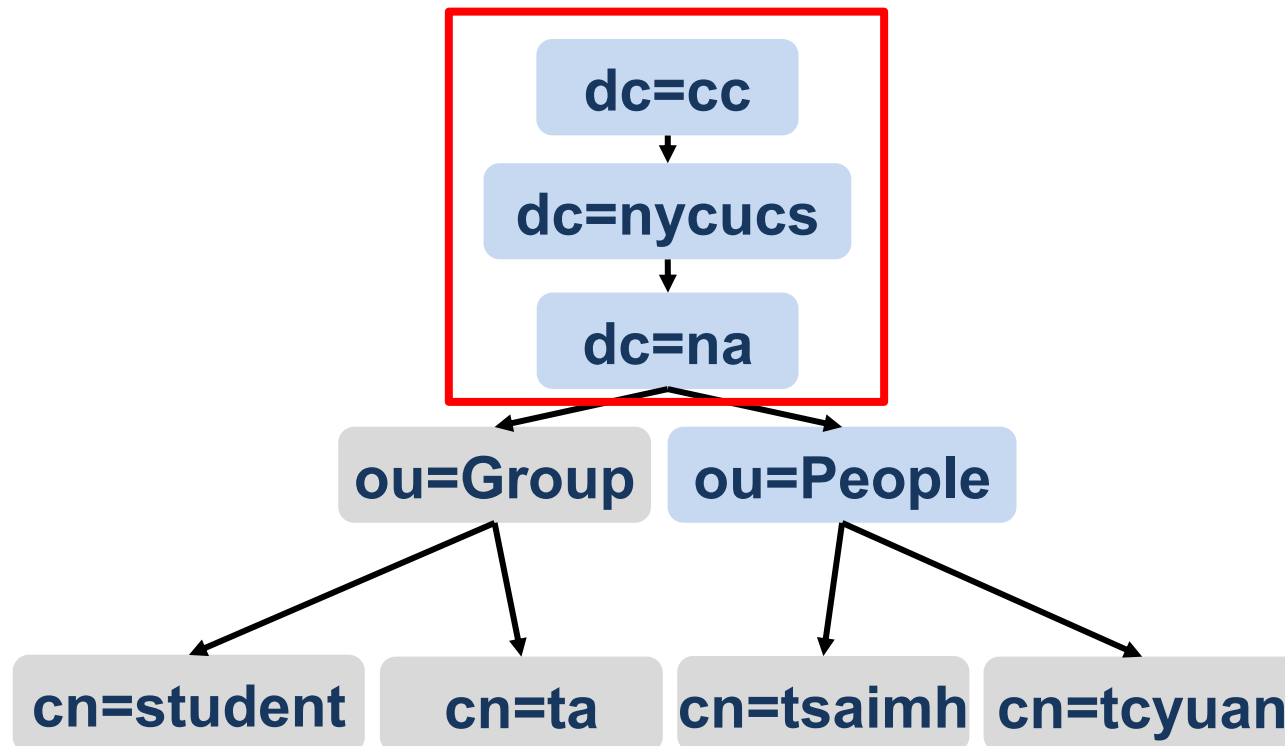 dc=cc
dc=nycucs
dc=na
ou=Group
ou=People
cn=student
cn=ta
cn=tsaimh
cn=tcyuan